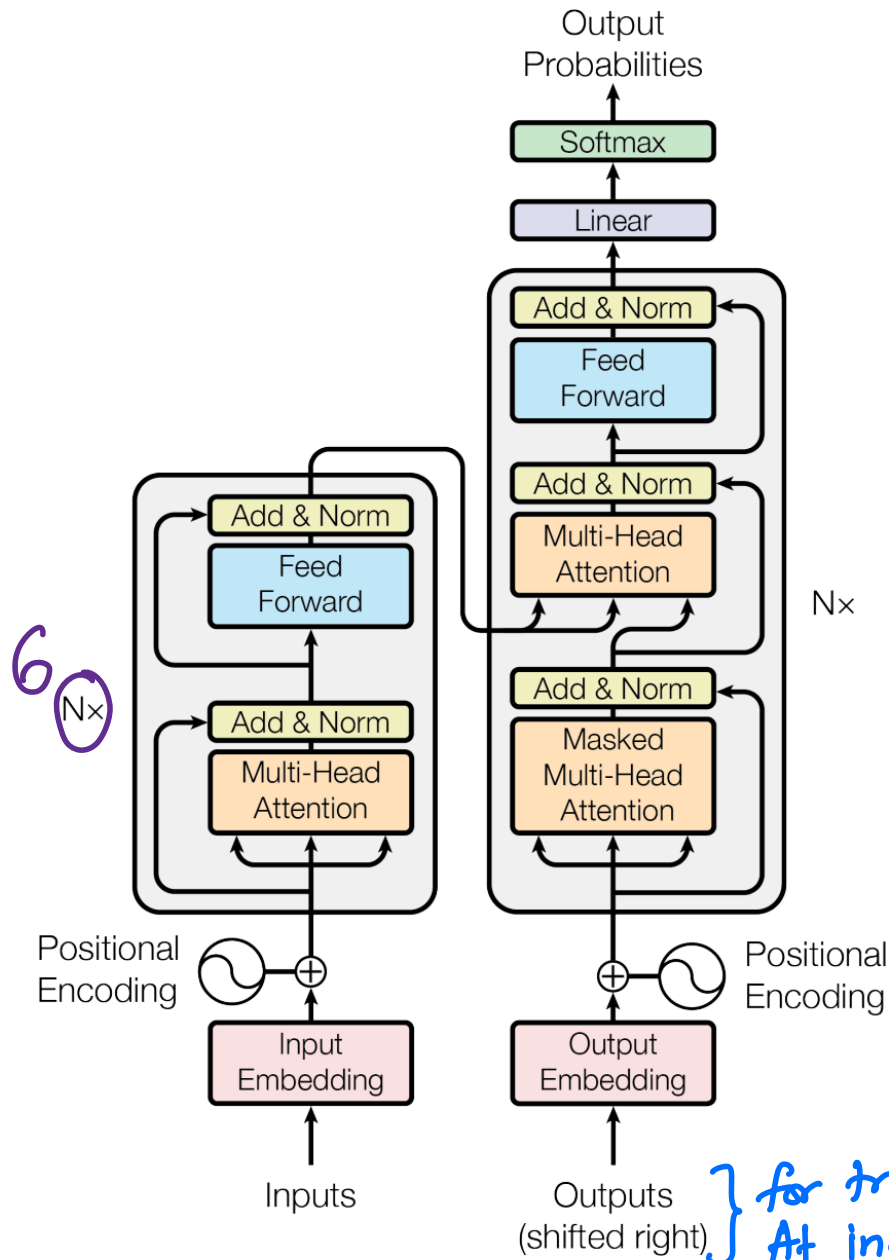 Output
Probabilities
Softmax
Linear
Add & Norm
Feed
Forward
Add & Norm
Multi-Head
Attention
Add & Norm
Masked
Multi-Head
Attention
Nx
Add & Norm
Feed
Forward
Add & Norm
Multi-Head
Attention
6
Nx
Positional
Encoding
Positional
Encoding
Input
Embedding
Output
Embedding
Inputs
Outputs
(shifted right)
for
At